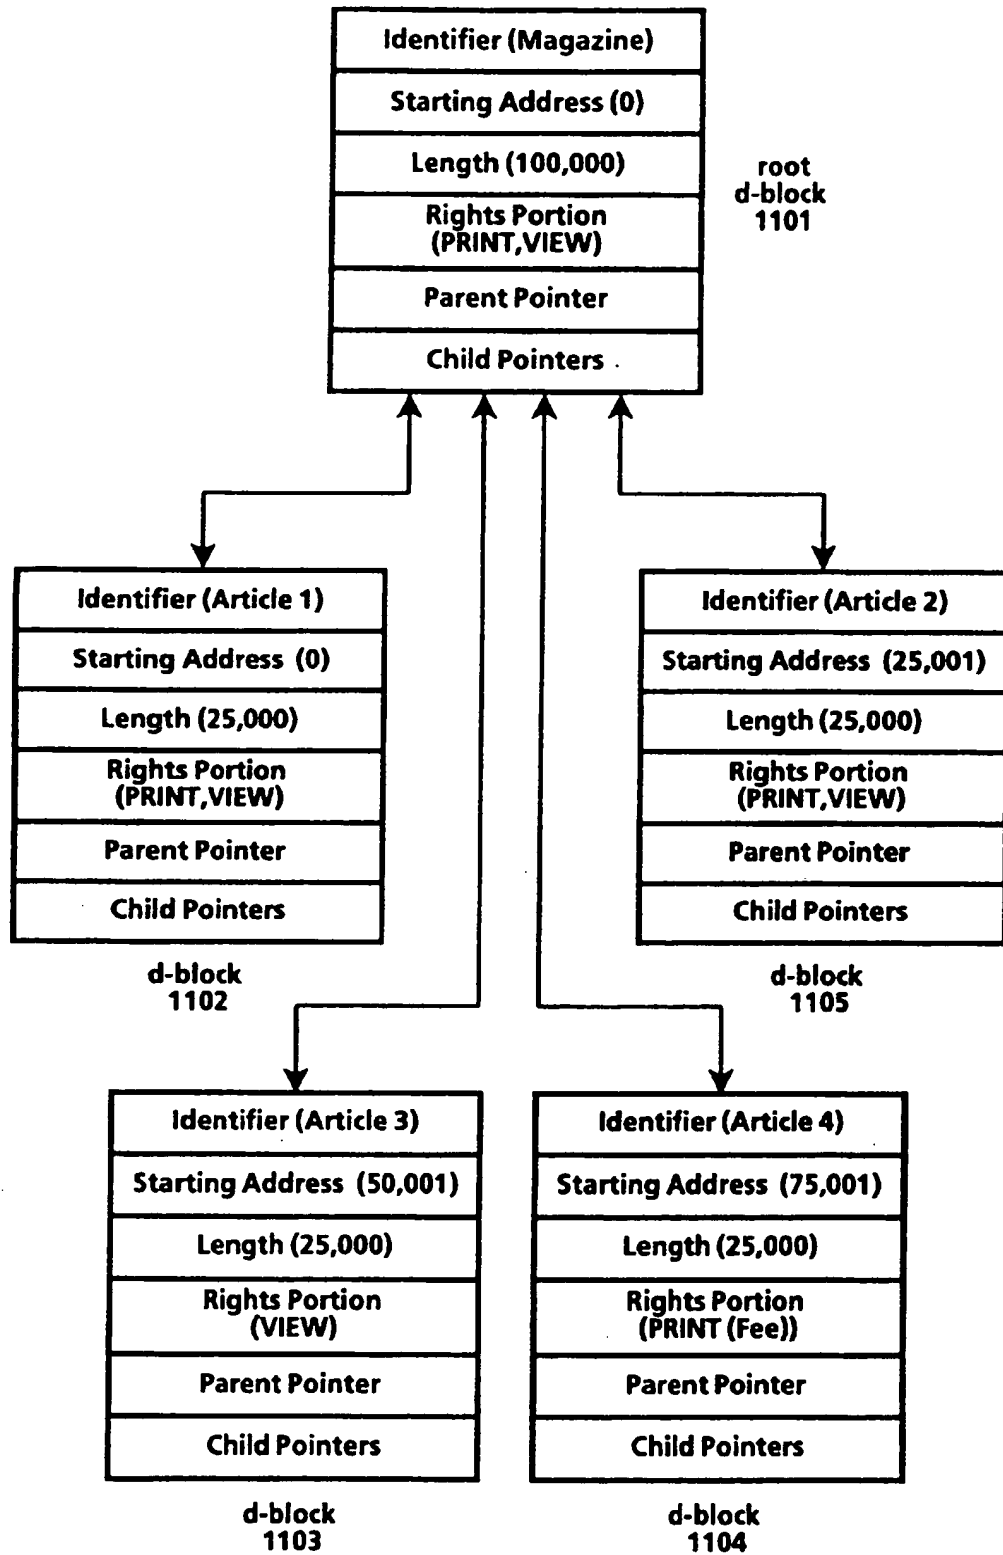 Identifier (Magazine)
Starting Address (0)
Length (100,000)
Rights Portion
(PRINT,VIEW)
Parent Pointer
Child Pointers
root
d-block
1101
Identifier (Article 1)
Starting Address (0)
Length (25,000)
Rights Portion
(PRINT,VIEW)
Parent Pointer
Child Pointers
d-block
1102
Identifier (Article 2)
Starting Address (25,001)
Length (25,000)
Rights Portion
(PRINT,VIEW)
Parent Pointer
Child Pointers
d-block
1105
Identifier (Article 3)
Starting Address (50,001)
Length (25,000)
Rights Portion
(VIEW)
Parent Pointer
Child Pointers
d-block
1103
Identifier (Article 4)
Starting Address (75,001)
Length (25,000)
Rights Portion
(PRINT (Fee))
Parent Pointer
Child Pointers
d-block
1104